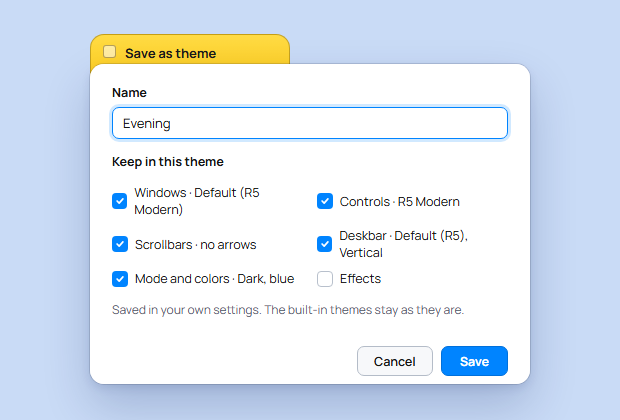 Save as theme
Name
Evening
Keep in this theme
Windows · Default (R5
Modern)
Controls · R5 Modern
Scrollbars · no arrows
Deskbar · Default (R5),
Vertical
Mode and colors · Dark, blue
Effects
Saved in your own settings. The built-in themes stay as they are.
Cancel
Save